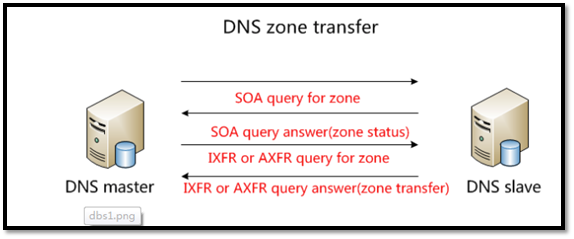 DNS zone transfer
SOA query for zone
SOA query answer(zone status)
IXFR or AXFR query for zone
IXFR or AXFR query answer(zone transfer)
DNS master
DNS slave
dbs1.png